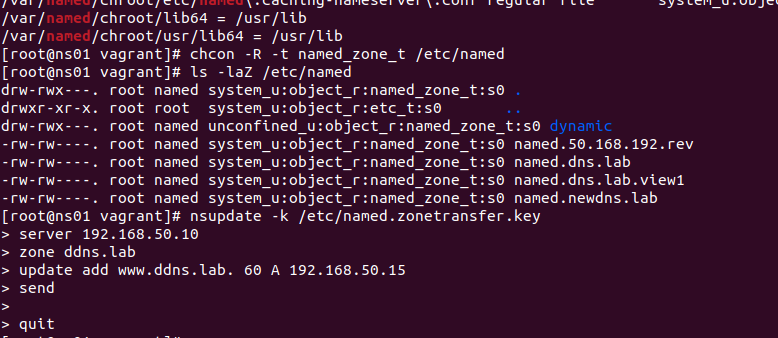 /var/named/chroot/etc/named\.caching-nameserver\.conf regular file system_u:object
/var/named/chroot/lib64 = /usr/lib
/var/named/chroot/usr/lib64 = /usr/lib
[root@ns01 vagrant]# chcon -R -t named_zone_t /etc/named
[root@ns01 vagrant]# ls -laZ /etc/named
drw-rwx---. root named system_u:object_r:named_zone_t:s0 .
drwxr-xr-x. root root system_u:object_r:etc_t:s0 ..
drw-rwx---. root named unconfined_u:object_r:named_zone_t:s0 dynamic
-rw-rw----. root named system_u:object_r:named_zone_t:s0 named.50.168.192.rev
-rw-rw----. root named system_u:object_r:named_zone_t:s0 named.dns.lab
-rw-rw----. root named system_u:object_r:named_zone_t:s0 named.dns.lab.view1
-rw-rw----. root named system_u:object_r:named_zone_t:s0 named.newdns.lab
[root@ns01 vagrant]# nsupdate -k /etc/named.zonetransfer.key
> server 192.168.50.10
> zone ddns.lab
> update add www.ddns.lab. 60 A 192.168.50.15
> send
>
> quit